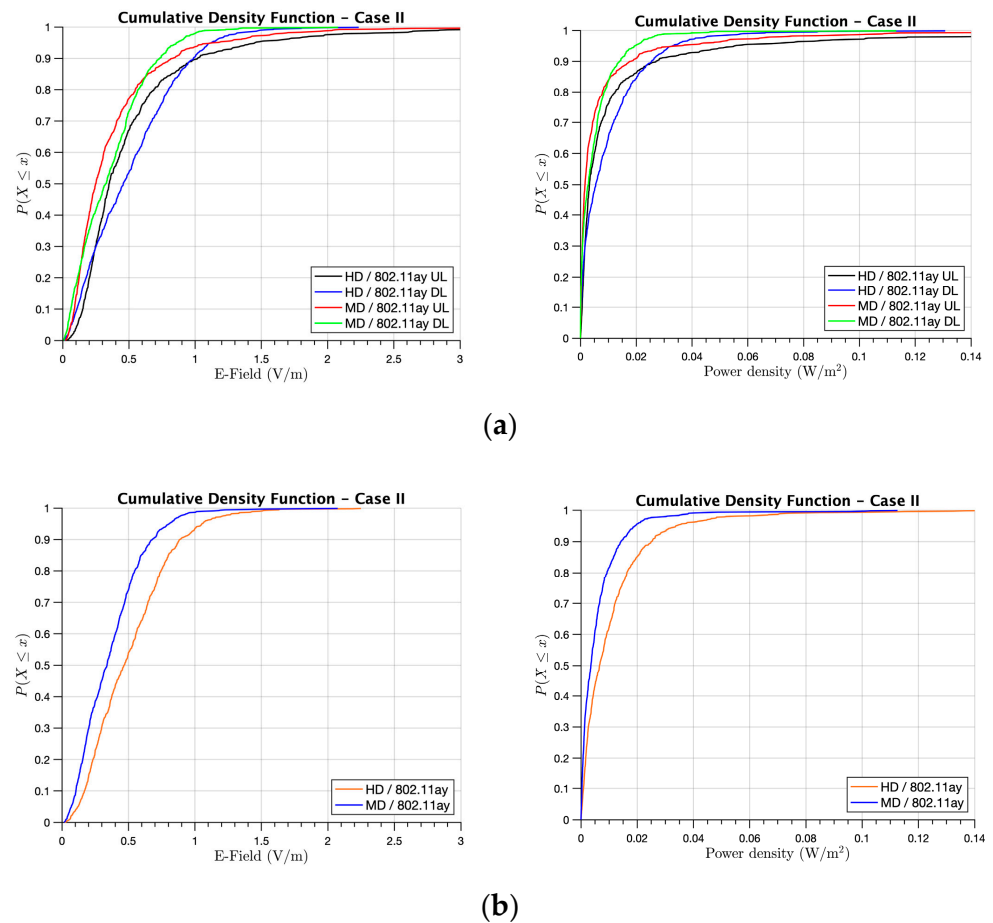 Cumulative Density Function – Case II
1
0.9
0.8
0.7
0.6
0.5
0.4
0.3
0.2
0.1
0
P(X ≤ x)
HD / 802.11ay UL
HD / 802.11ay DL
MD / 802.11ay UL
MD / 802.11ay DL
0 0.5 1 1.5 2 2.5 3
E-Field (V/m)
Cumulative Density Function – Case II
1
0.9
0.8
0.7
0.6
0.5
0.4
0.3
0.2
0.1
0
P(X ≤ x)
HD / 802.11ay UL
HD / 802.11ay DL
MD / 802.11ay UL
MD / 802.11ay DL
0 0.02 0.04 0.06 0.08 0.1 0.12 0.14
Power density (W/m²)
(a)
Cumulative Density Function – Case II
1
0.9
0.8
0.7
0.6
0.5
0.4
0.3
0.2
0.1
0
P(X ≤ x)
HD / 802.11ay
MD / 802.11ay
0 0.5 1 1.5 2 2.5 3
E-Field (V/m)
Cumulative Density Function – Case II
1
0.9
0.8
0.7
0.6
0.5
0.4
0.3
0.2
0.1
0
P(X ≤ x)
HD / 802.11ay
MD / 802.11ay
0 0.02 0.04 0.06 0.1 0.12 0.14
Power density (W/m²)
(b)